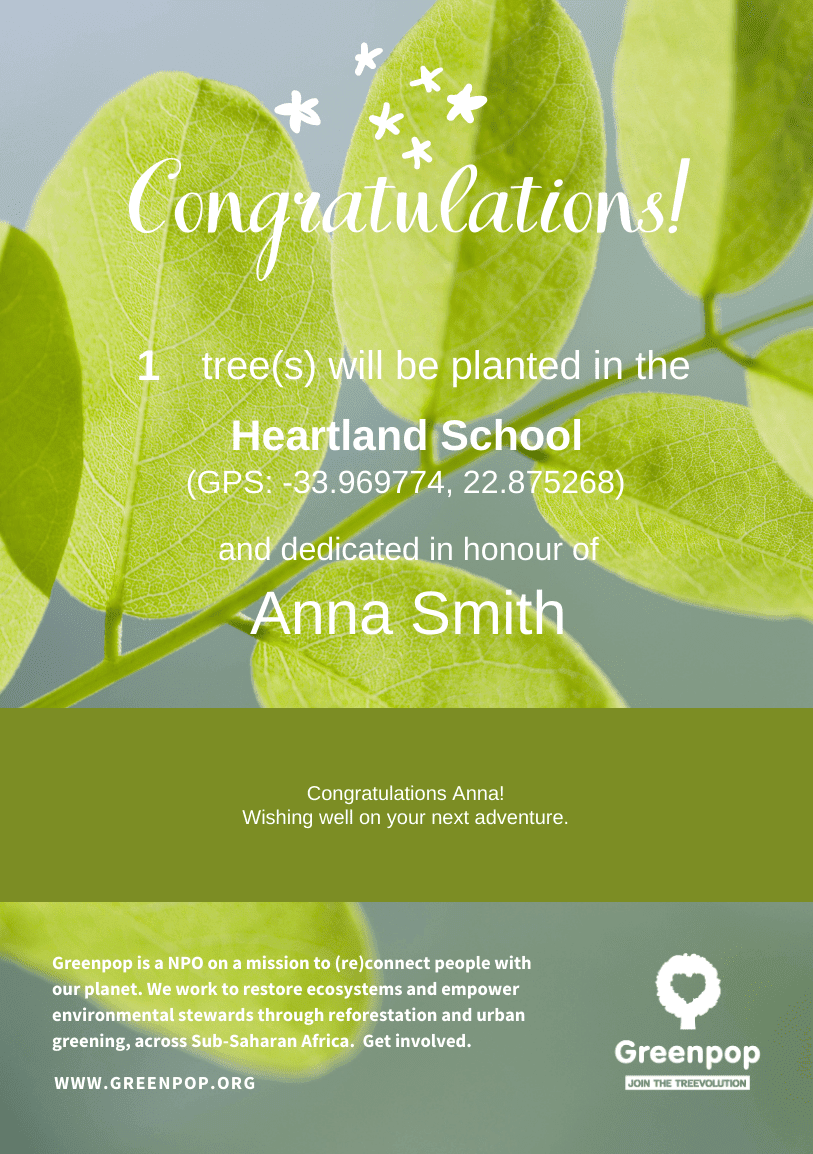 Congratulations!
1 tree(s) will be planted in the
Heartland School
(GPS: -33.969774, 22.875268)
and dedicated in honour of
Anna Smith
Congratulations Anna!
Wishing well on your next adventure.
Greenpop is a NPO on a mission to (re)connect people with
our planet. We work to restore ecosystems and empower
environmental stewards through reforestation and urban
greening, across Sub-Saharan Africa.  Get involved.
WWW.GREENPOP.ORG
Greenpop
JOIN THE TREEVOLUTION